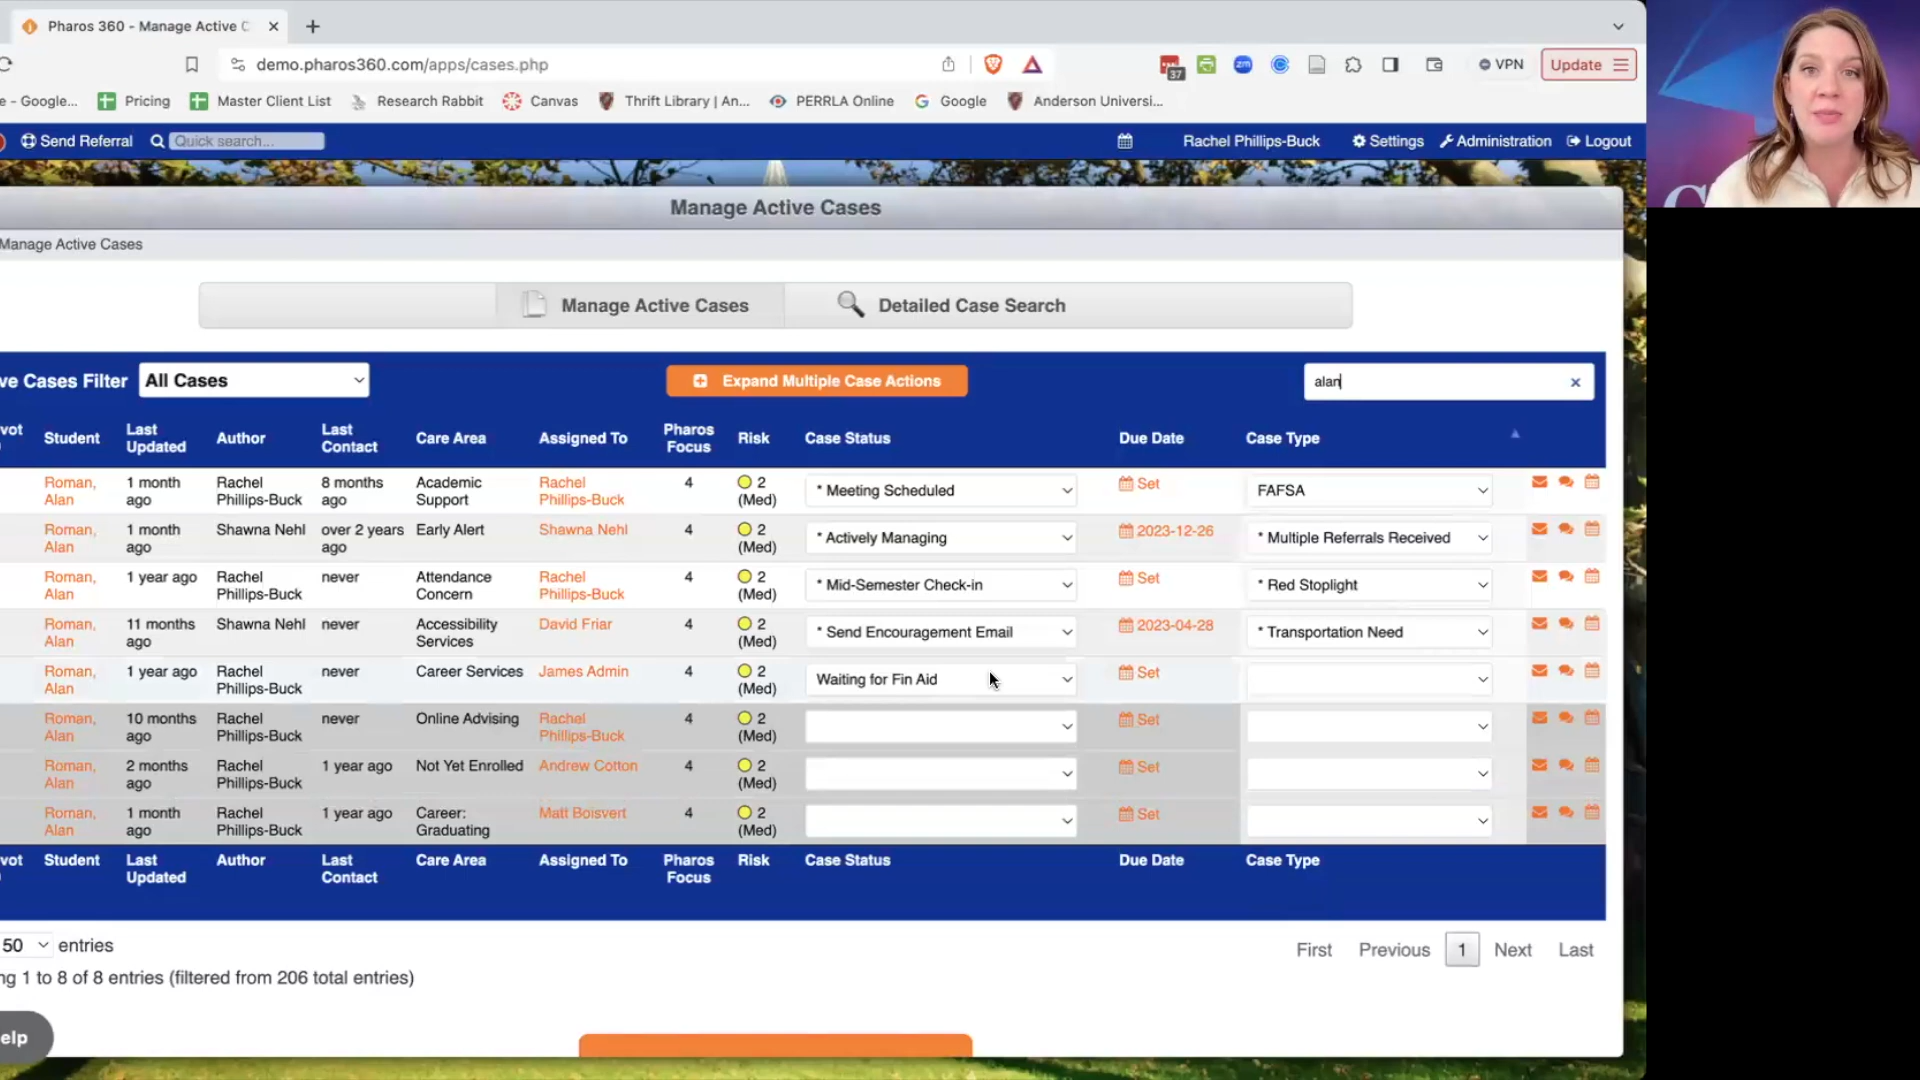 Pharos 360 - Manage Active C
demo.pharos360.com/apps/cases.php
37
zm
VPN
Update
e - Google...
Pricing
Master Client List
Research Rabbit
Canvas
Thrift Library | An...
PERRLA Online
Google
Anderson Universi...
Send Referral
Quick search...
Rachel Phillips-Buck
Settings
Administration
Logout
Manage Active Cases
Manage Active Cases
Manage Active Cases
Detailed Case Search
ve Cases Filter
All Cases
Expand Multiple Case Actions
alan
vot
Student
Last Updated
Author
Last Contact
Care Area
Assigned To
Pharos Focus
Risk
Case Status
Due Date
Case Type
Roman, Alan
1 month ago
Rachel Phillips-Buck
8 months ago
Academic Support
Rachel Phillips-Buck
4
2 (Med)
* Meeting Scheduled
Set
FAFSA
Roman, Alan
1 month ago
Shawna Nehl
over 2 years ago
Early Alert
Shawna Nehl
4
2 (Med)
* Actively Managing
2023-12-26
* Multiple Referrals Received
Roman, Alan
1 year ago
Rachel Phillips-Buck
never
Attendance Concern
Rachel Phillips-Buck
4
2 (Med)
* Mid-Semester Check-in
Set
* Red Stoplight
Roman, Alan
11 months ago
Shawna Nehl
never
Accessibility Services
David Friar
4
2 (Med)
* Send Encouragement Email
2023-04-28
* Transportation Need
Roman, Alan
1 year ago
Rachel Phillips-Buck
never
Career Services
James Admin
4
2 (Med)
Waiting for Fin Aid
Set
Roman, Alan
10 months ago
Rachel Phillips-Buck
never
Online Advising
Rachel Phillips-Buck
4
2 (Med)
Set
Roman, Alan
2 months ago
Rachel Phillips-Buck
1 year ago
Not Yet Enrolled
Andrew Cotton
4
2 (Med)
Set
Roman, Alan
1 month ago
Rachel Phillips-Buck
1 year ago
Career: Graduating
Matt Boisvert
4
2 (Med)
Set
vot
Student
Last Updated
Author
Last Contact
Care Area
Assigned To
Pharos Focus
Risk
Case Status
Due Date
Case Type
50
entries
First
Previous
1
Next
Last
ng 1 to 8 of 8 entries (filtered from 206 total entries)
elp